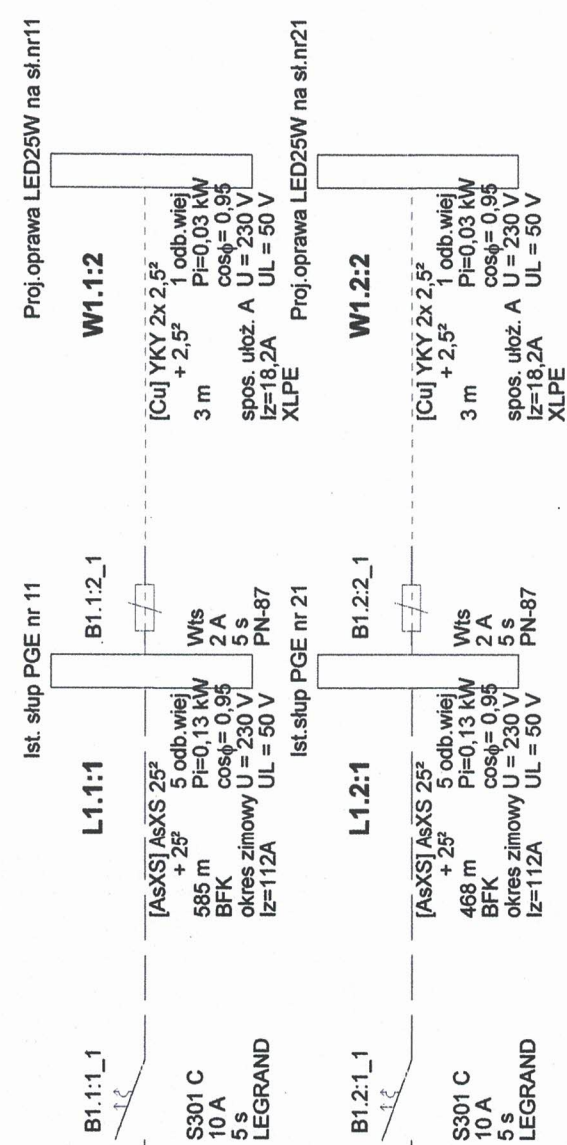 Ist. słup PGE nr 11
Proj.oprawa LED25W na sł.nr11
B1.1:1_1
L1.1:1
B1.1:2_1
W1.1:2
S301 C
10 A
5 s
LEGRAND
[AsXS] AsXS 25²
+ 25²
5 odb.wiej
585 m
Pi=0,13 kW
BFK
cosϕ= 0,95
okres zimowy U = 230 V
Iz=112A
UL = 50 V
Wts
2 A
5 s
PN-87
[Cu] YKY 2x 2,5²
+ 2,5²
1 odb.wiej
3 m
Pi=0,03 kW
cosϕ= 0,95
spos. ułoż. A U = 230 V
Iz=18,2A
UL = 50 V
XLPE
Ist.słup PGE nr 21
Proj.oprawa LED25W na sł.nr21
B1.2:1_1
L1.2:1
B1.2:2_1
W1.2:2
S301 C
10 A
5 s
LEGRAND
[AsXS] AsXS 25²
+ 25²
5 odb.wiej
468 m
Pi=0,13 kW
BFK
cosϕ= 0,95
okres zimowy U = 230 V
Iz=112A
UL = 50 V
Wts
2 A
5 s
PN-87
[Cu] YKY 2x 2,5²
+ 2,5²
1 odb.wiej
3 m
Pi=0,03 kW
cosϕ= 0,95
spos. ułoż. A U = 230 V
Iz=18,2A
UL = 50 V
XLPE